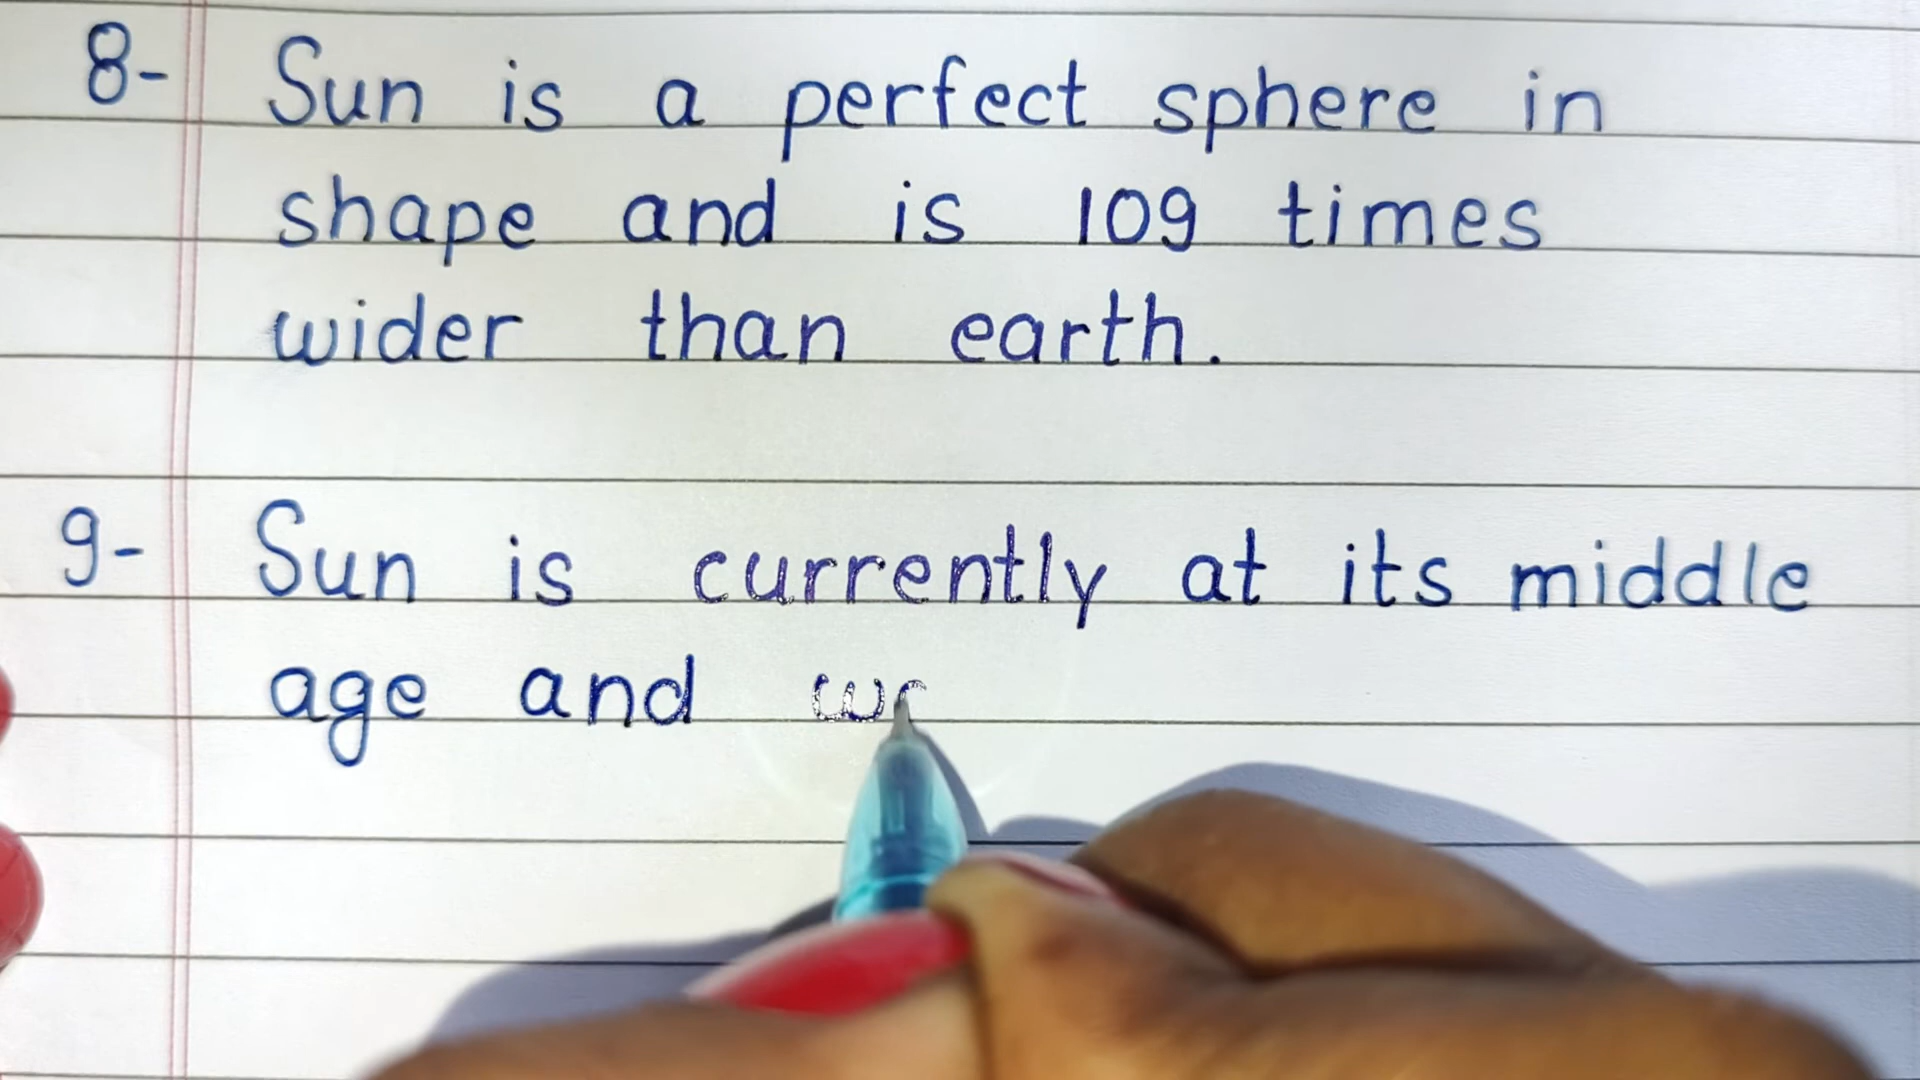 8- Sun is a perfect sphere in
shape and is 109 times
wider than earth.
9- Sun is currently at its middle
age and